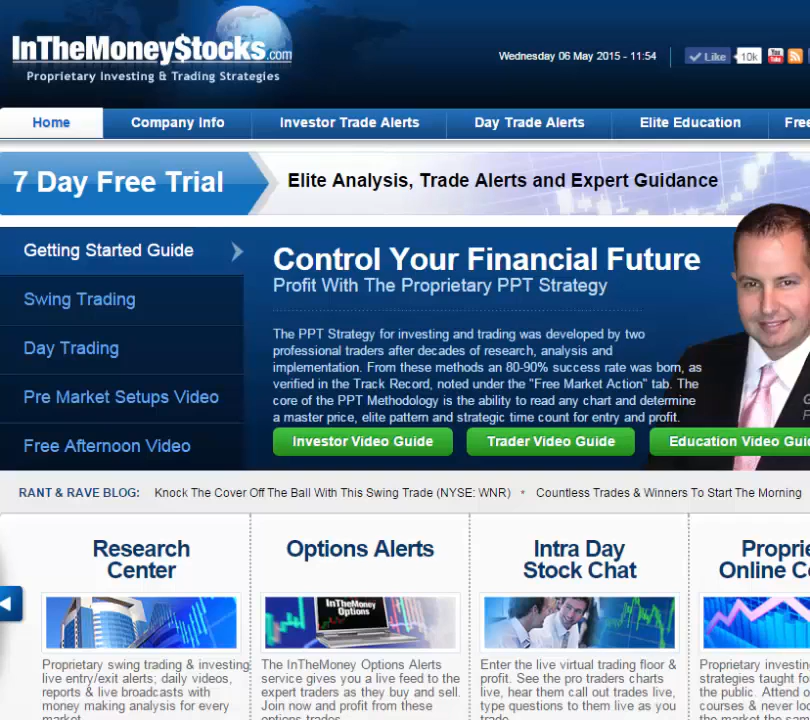 InTheMoney$tocks.com
Proprietary Investing & Trading Strategies
Wednesday 06 May 2015 - 11:54
Like
10k
You
Home
Company Info
Investor Trade Alerts
Day Trade Alerts
Elite Education
7 Day Free Trial
Elite Analysis, Trade Alerts and Expert Guidance
Getting Started Guide
Swing Trading
Day Trading
Pre Market Setups Video
Free Afternoon Video
Control Your Financial Future
Profit With The Proprietary PPT Strategy
The PPT Strategy for investing and trading was developed by two
professional traders after decades of research, analysis and
implementation. From these methods an 80-90% success rate was born, as
verified in the Track Record, noted under the "Free Market Action" tab. The
core of the PPT Methodology is the ability to read any chart and determine
a master price, elite pattern and strategic time count for entry and profit.
Investor Video Guide
Trader Video Guide
Education Video
RANT & RAVE BLOG: Knock The Cover Off The Ball With This Swing Trade (NYSE: WNR) • Countless Trades & Winners To Start The Morning
Research
Center
Proprietary swing trading & investing
live entry/exit alerts; daily videos,
reports & live broadcasts with
money making analysis for every
market.
Options Alerts
InTheMoney
Options
The InTheMoney Options Alerts
service gives you a live feed to the
expert traders as they buy and sell.
Join now and profit from these
options trades.
Intra Day
Stock Chat
Enter the live virtual trading floor &
profit. See the pro traders charts
live, hear them call out trades live,
type questions to them live as you
trade.
Online
Proprietary
strategies taught
the public. Attend
courses & never
the market the